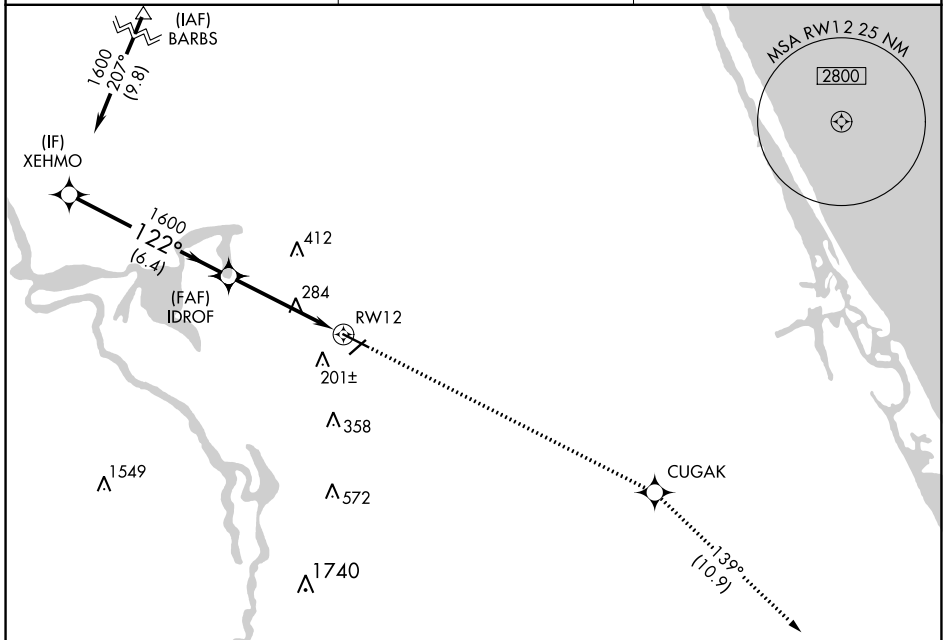 (IAF)
BARBS
1600
207°
(9.8)
MSA RW12 25 NM
2800
(IF)
XEHMO
1600
122°
(6.4)
412
(FAF)
IDROF
284
RW12
201±
358
1549
572
CUGAK
1740
139°
(10.9)